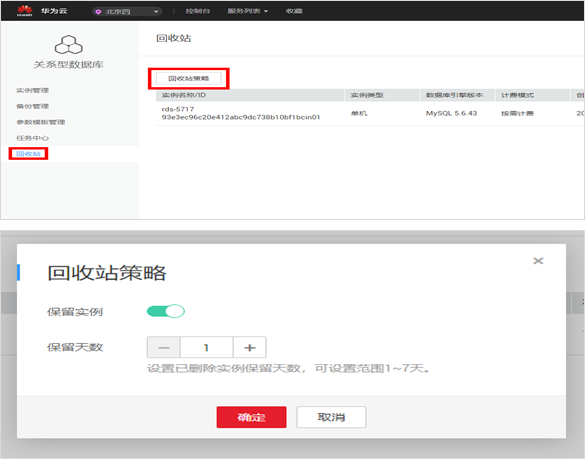 HUAWEI 华为云 北京四 控制台 服务列表 收藏
关系型数据库
实例管理
备份管理
参数模板管理
任务中心
回收站
回收站
回收站策略
实例名称/ID 实例类型 数据库引擎版本 计费模式 创
rds-5717
93e3ec96c20e412abc9dc738b10bf1bcin01 单机 MySQL 5.6.43 按需计费 20
回收站策略
保留实例
保留天数 1
设置已删除实例保留天数，可设置范围1~7天。
确定 取消